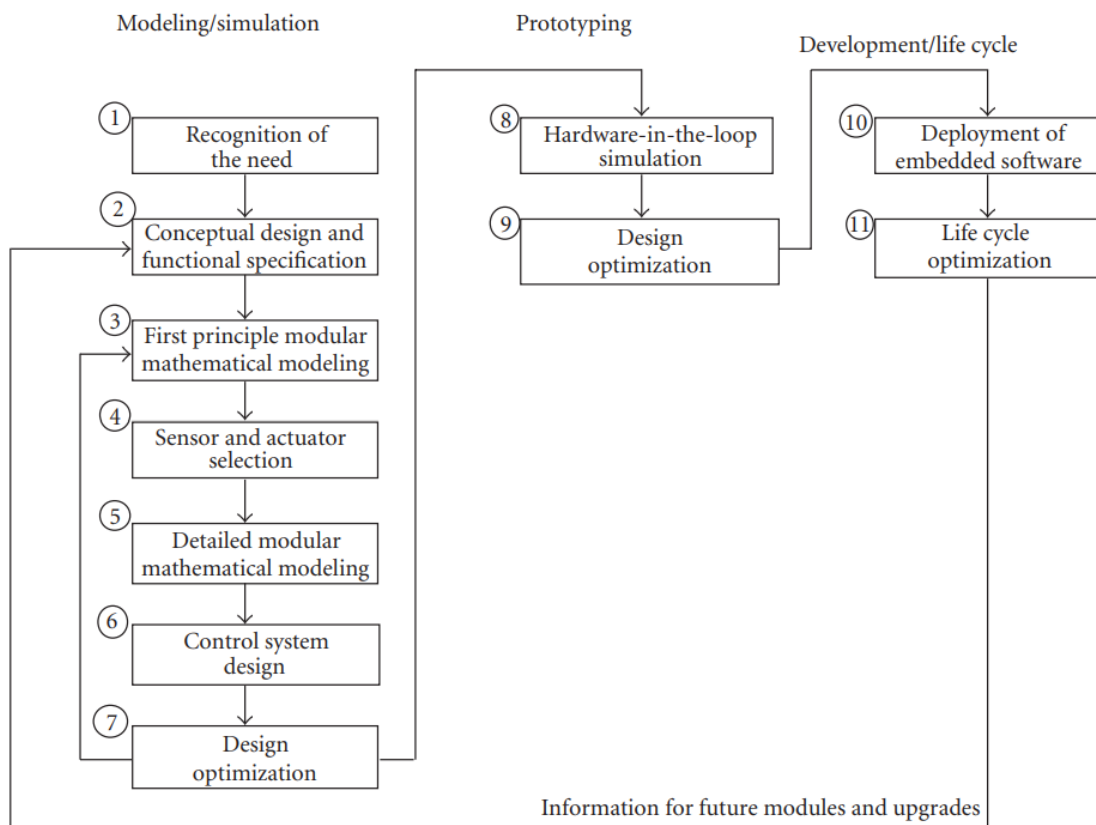 Modeling/simulation
1
Recognition of
the need
2
Conceptual design and
functional specification
3
First principle modular
mathematical modeling
4
Sensor and actuator
selection
5
Detailed modular
mathematical modeling
6
Control system
design
7
Design
optimization
Prototyping
8
Hardware-in-the-loop
simulation
9
Design
optimization
Development/life cycle
10
Deployment of
embedded software
11
Life cycle
optimization
Information for future modules and upgrades